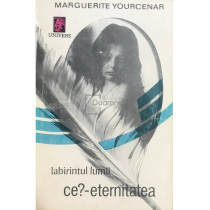 MARGUERITE YOURCENAR
UNIVERS
labirintul lumii
ce?-eternitatea